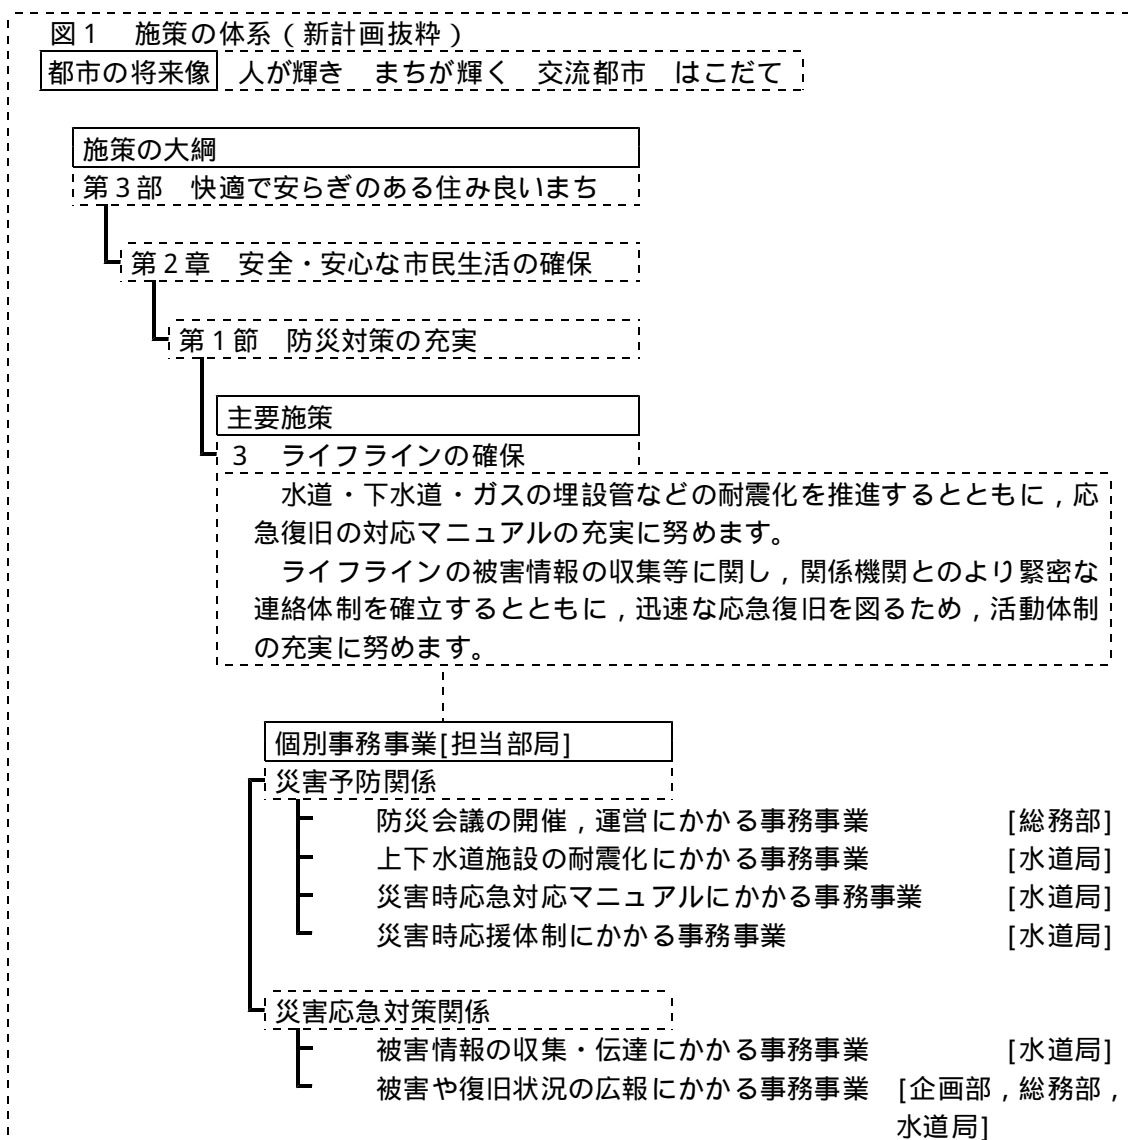 図1 施策の体系(新計画抜粋)
都市の将来像 人が輝き まちが輝く 交流都市 はこだて
施策の大綱
第3部 快適で安らぎのある住み良いまち
第2章 安全・安心な市民生活の確保
第1節 防災対策の充実
主要施策
3 ライフラインの確保
水道・下水道・ガスの埋設管などの耐震化を推進するとともに,応
急復旧の対応マニュアルの充実に努めます。
ライフラインの被害情報の収集等に関し,関係機関とのより緊密な
連絡体制を確立するとともに,迅速な応急復旧を図るため,活動体制
の充実に努めます。
個別事務事業[担当部局]
災害予防関係
防災会議の開催,運営にかかる事務事業 [総務部]
上下水道施設の耐震化にかかる事務事業 [水道局]
災害時応急対応マニュアルにかかる事務事業 [水道局]
災害時応援体制にかかる事務事業 [水道局]
災害応急対策関係
被害情報の収集・伝達にかかる事務事業 [水道局]
被害や復旧状況の広報にかかる事務事業 [企画部,総務部,
水道局]